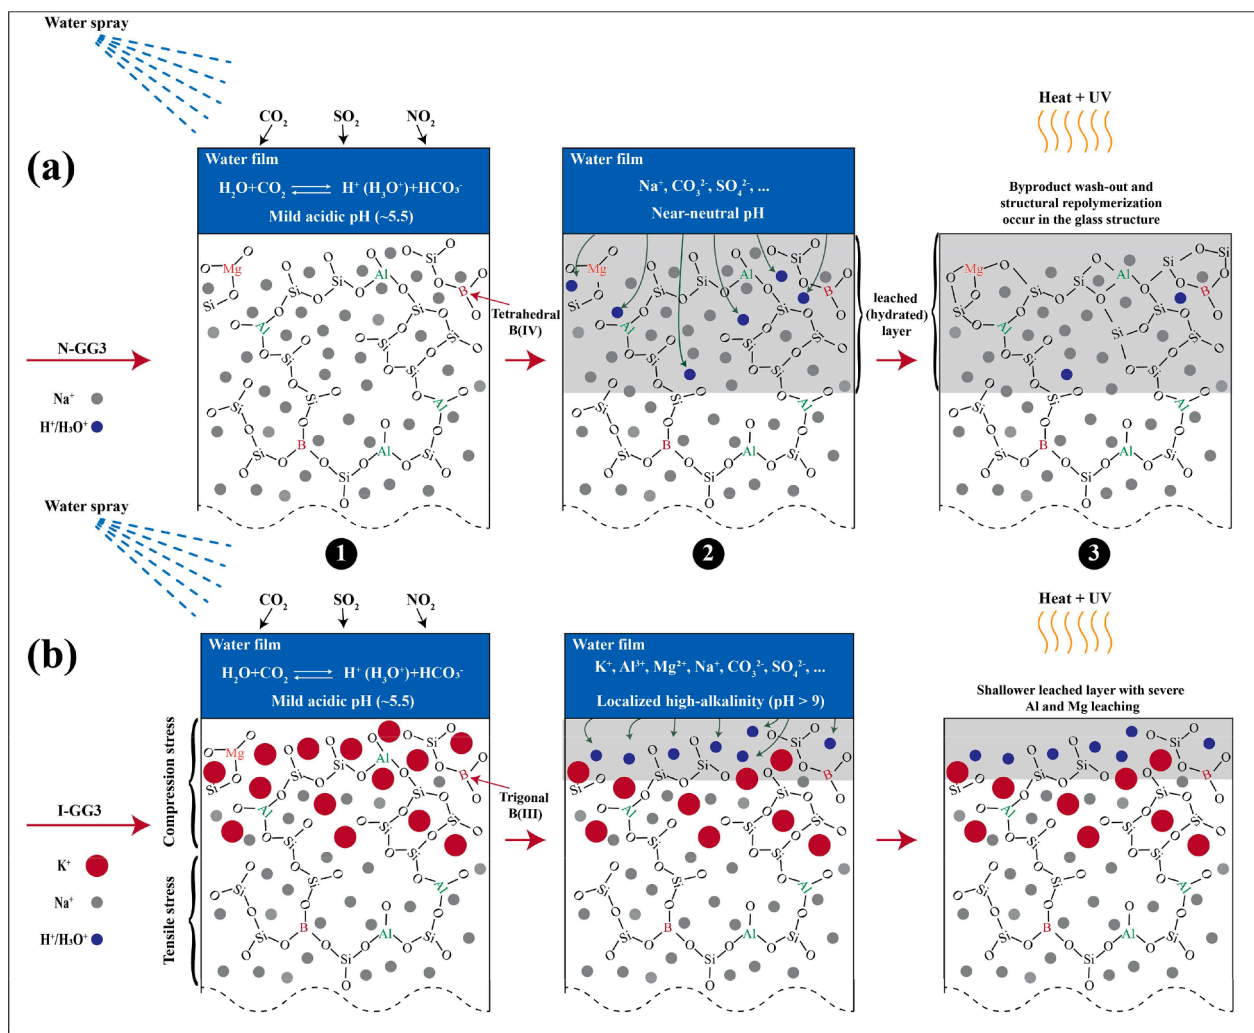 Water spray
CO₂ SO₂ NO₂
Heat + UV
(a)
Water film
H₂O+CO₂ ⇌ H⁺ (H₃O⁺)+HCO₃⁻
Mild acidic pH (~5.5)
Water film
Na⁺, CO₃²⁻, SO₄²⁻, ...
Near-neutral pH
Byproduct wash-out and
structural repolymerization
occur in the glass structure
Tetrahedral
B(IV)
leached
(hydrated)
layer
N-GG3
Na⁺
H⁺/H₃O⁺
Mg
Al
Si
O
B
Water spray
1
2
3
CO₂ SO₂ NO₂
Heat + UV
(b)
Water film
H₂O+CO₂ ⇌ H⁺ (H₃O⁺)+HCO₃⁻
Mild acidic pH (~5.5)
Water film
K⁺, Al³⁺, Mg²⁺, Na⁺, CO₃²⁻, SO₄²⁻, ...
Localized high-alkalinity (pH > 9)
Shallower leached layer with severe
Al and Mg leaching
Compression stress
Tensile stress
Trigonal
B(III)
I-GG3
K⁺
Na⁺
H⁺/H₃O⁺
Mg
Al
Si
O
B